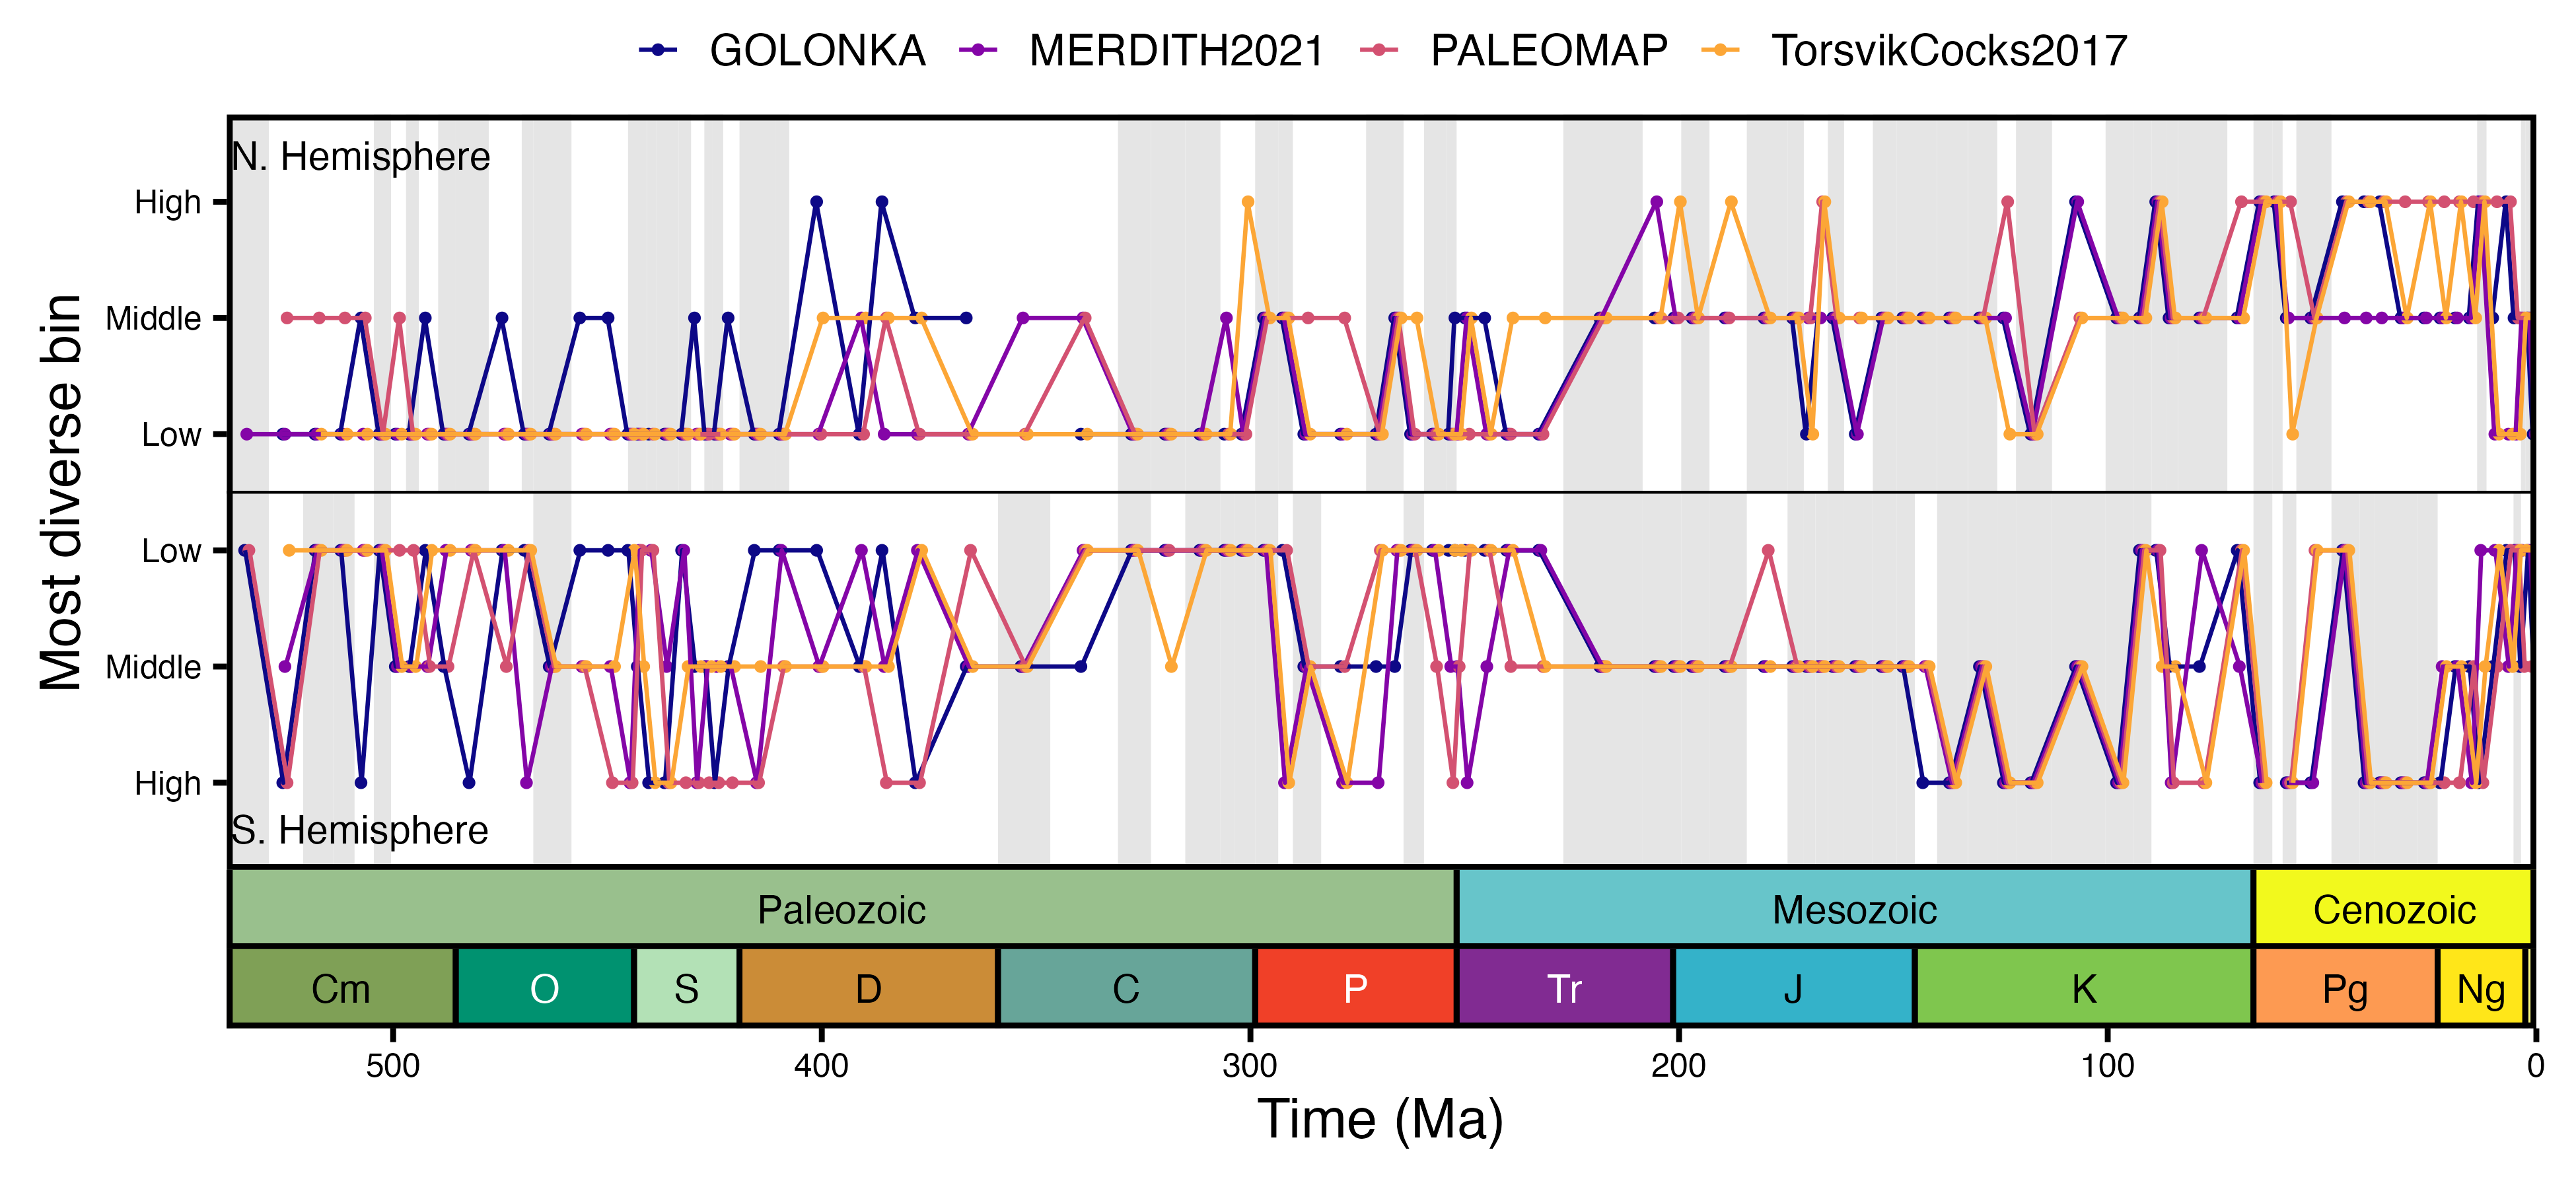 GOLONKA MERDITH2021 PALEOMAP TorsvikCocks2017
Most diverse bin
N. Hemisphere
High
Middle
Low
Low
Middle
High
S. Hemisphere
Paleozoic Mesozoic Cenozoic
Cm O S D C P Tr J K Pg Ng
500 400 300 200 100 0
Time (Ma)